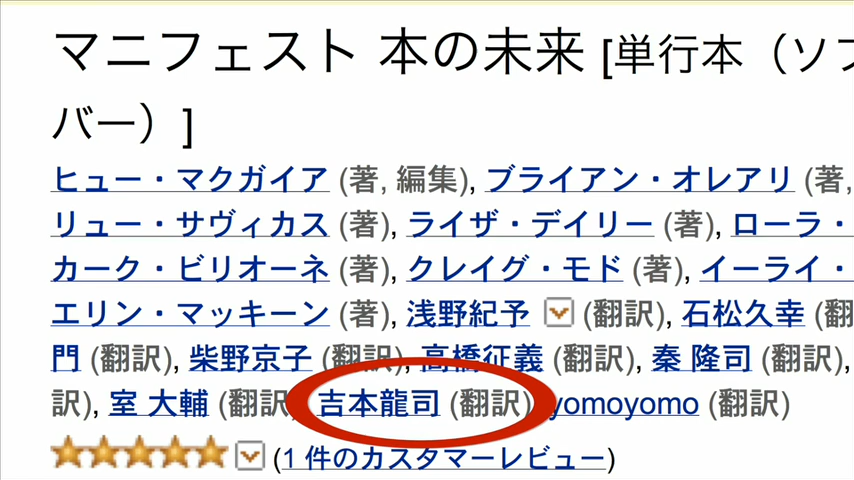 マニフェスト 本の未来 [単行本（ソフ
バー）]
ヒュー・マクガイア (著, 編集), ブライアン・オレアリ (著,
リュー・サヴィカス (著), ライザ・デイリー (著), ローラ・
カーク・ビリオーネ (著), クレイグ・モド (著), イーライ・
エリン・マッキーン (著), 浅野紀予 (翻訳), 石松久幸 (翻
門 (翻訳), 柴野京子 (翻訳), 高橋征義 (翻訳), 秦 隆司 (翻訳),
訳), 室 大輔 (翻訳), 吉本龍司 (翻訳), yomoyomo (翻訳)
(1 件のカスタマーレビュー)